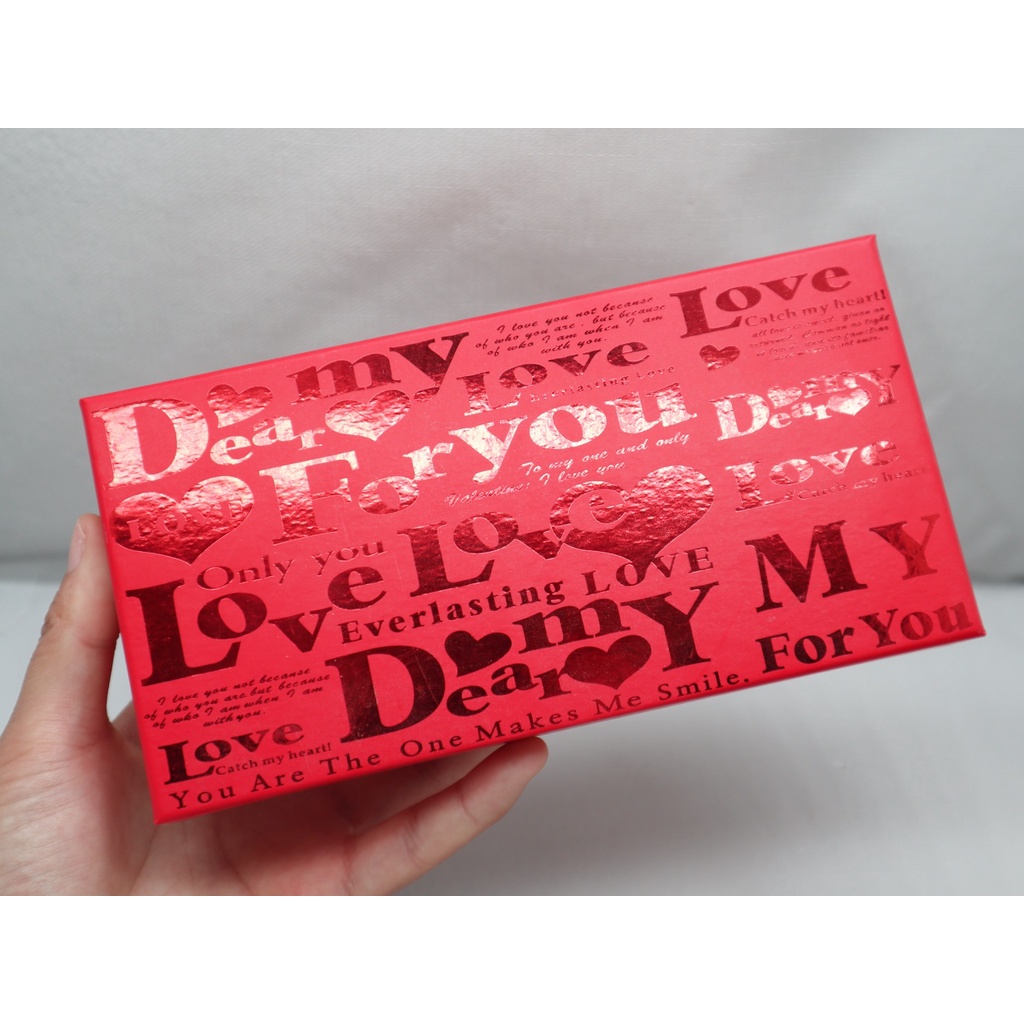 my
Dear
I love you not because
of who you are, but because
of who I am when I am
with you.
Love
Everlasting Love
Love
Catch my heart!
my
Dear
For you
To my one and only
Valentine: I love you.
Love
Catch my heart
LOVE
Only you
Love
Love
Everlasting LOVE
MY
I love you not because
of who you are but because
of who I am when I am
with you.
my
Dear
Y
For You
Love
Catch my heart!
You Are The One Makes Me Smile.